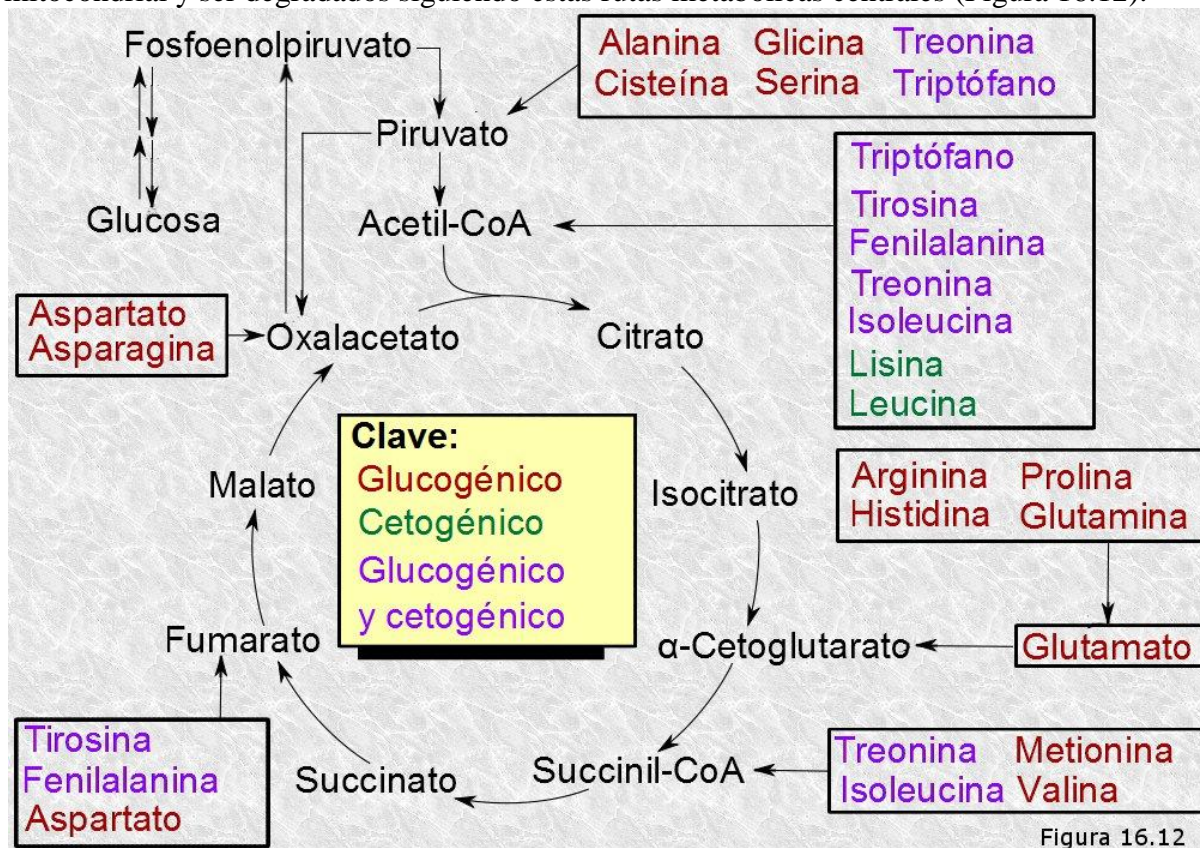 mitocondrial y ser degradados siguiendo estas rutas metabólicas centrales (Figura 16.12).
Fosfoenolpiruvato
Alanina Glicina Treonina
Cisteína Serina Triptófano
Piruvato
Glucosa
Acetil-CoA
Triptófano
Tirosina
Fenilalanina
Treonina
Isoleucina
Lisina
Leucina
Aspartato
Asparagina
Oxalacetato
Citrato
Clave:
Glucogénico
Cetogénico
Glucogénico
y cetogénico
Malato
Isocitrato
Arginina Prolina
Histidina Glutamina
Fumarato
α-Cetoglutarato
Glutamato
Tirosina
Fenilalanina
Aspartato
Succinato
Succinil-CoA
Treonina Metionina
Isoleucina Valina
Figura 16.12